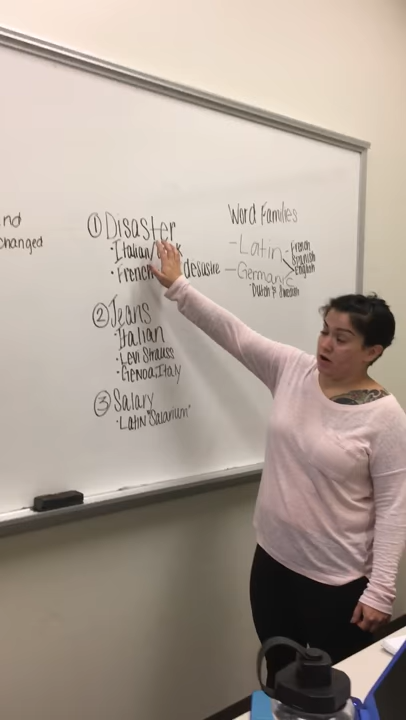 nd
changed
① Disaster
· Italian/
· French desusire
② Jeans
· Italian
· Levi Strauss
· Genoa, Italy
③ Salary
· Latin "Salarium"
Word Families
- Latin - French
Spanish
English
- Germanic
· Dutch & Swedish